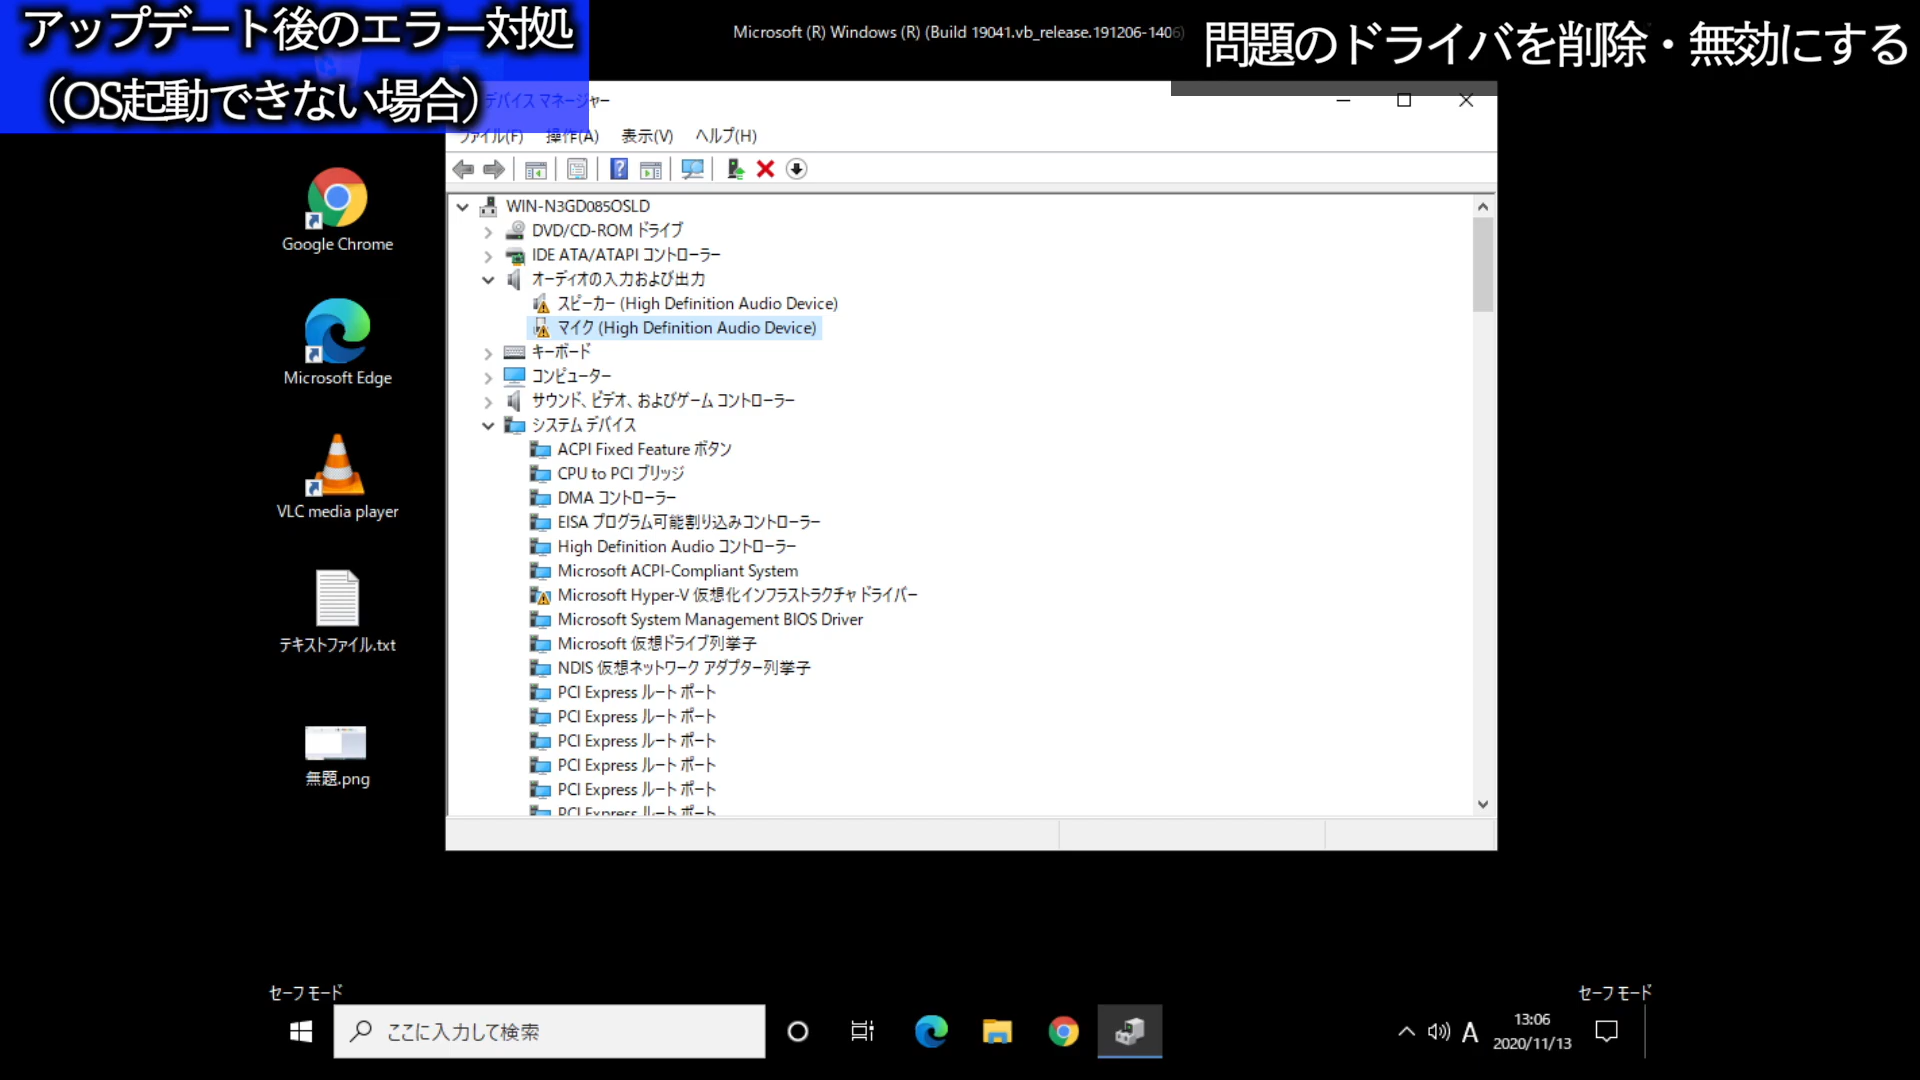 アップデート後のエラー対処
（OS起動できない場合）
Microsoft (R) Windows (R) (Build 19041.vb_release.191206-1406)
問題のドライバを削除・無効にする
デバイス マネージャー
ファイル(F) 操作(A) 表示(V) ヘルプ(H)
WIN-N3GD085OSLD
DVD/CD-ROM ドライブ
IDE ATA/ATAPI コントローラー
オーディオの入力および出力
スピーカー (High Definition Audio Device)
マイク (High Definition Audio Device)
キーボード
コンピューター
サウンド、ビデオ、およびゲーム コントローラー
システム デバイス
ACPI Fixed Feature ボタン
CPU to PCI ブリッジ
DMA コントローラー
EISA プログラム可能割り込みコントローラー
High Definition Audio コントローラー
Microsoft ACPI-Compliant System
Microsoft Hyper-V 仮想化インフラストラクチャ ドライバー
Microsoft System Management BIOS Driver
Microsoft 仮想ドライブ列挙子
NDIS 仮想ネットワーク アダプター列挙子
PCI Express ルート ポート
PCI Express ルート ポート
PCI Express ルート ポート
PCI Express ルート ポート
PCI Express ルート ポート
PCI Express ルート ポート
Google Chrome
Microsoft Edge
VLC media player
テキストファイル.txt
無題.png
セーフ モード
セーフ モード
ここに入力して検索
A
13:06
2020/11/13